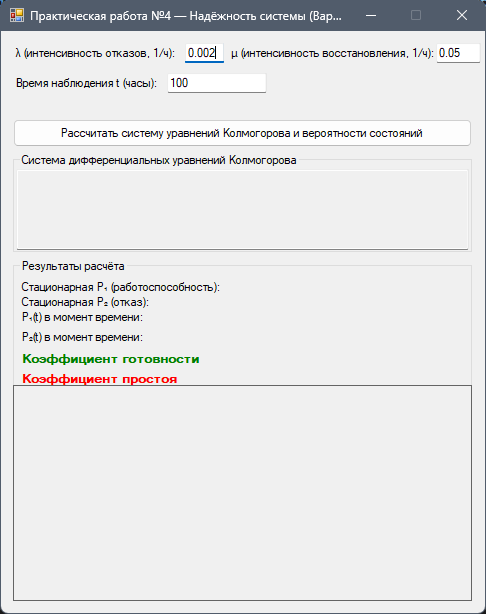 Практическая работа №4 — Надёжность системы (Вар...
λ (интенсивность отказов, 1/ч): 0.002 μ (интенсивность восстановления, 1/ч): 0.05
Время наблюдения t (часы): 100
Рассчитать систему уравнений Колмогорова и вероятности состояний
Система дифференциальных уравнений Колмогорова
Результаты расчёта
Стационарная P₁ (работоспособность):
Стационарная P₂ (отказ):
P₁(t) в момент времени:
P₂(t) в момент времени:
Коэффициент готовности
Коэффициент простоя